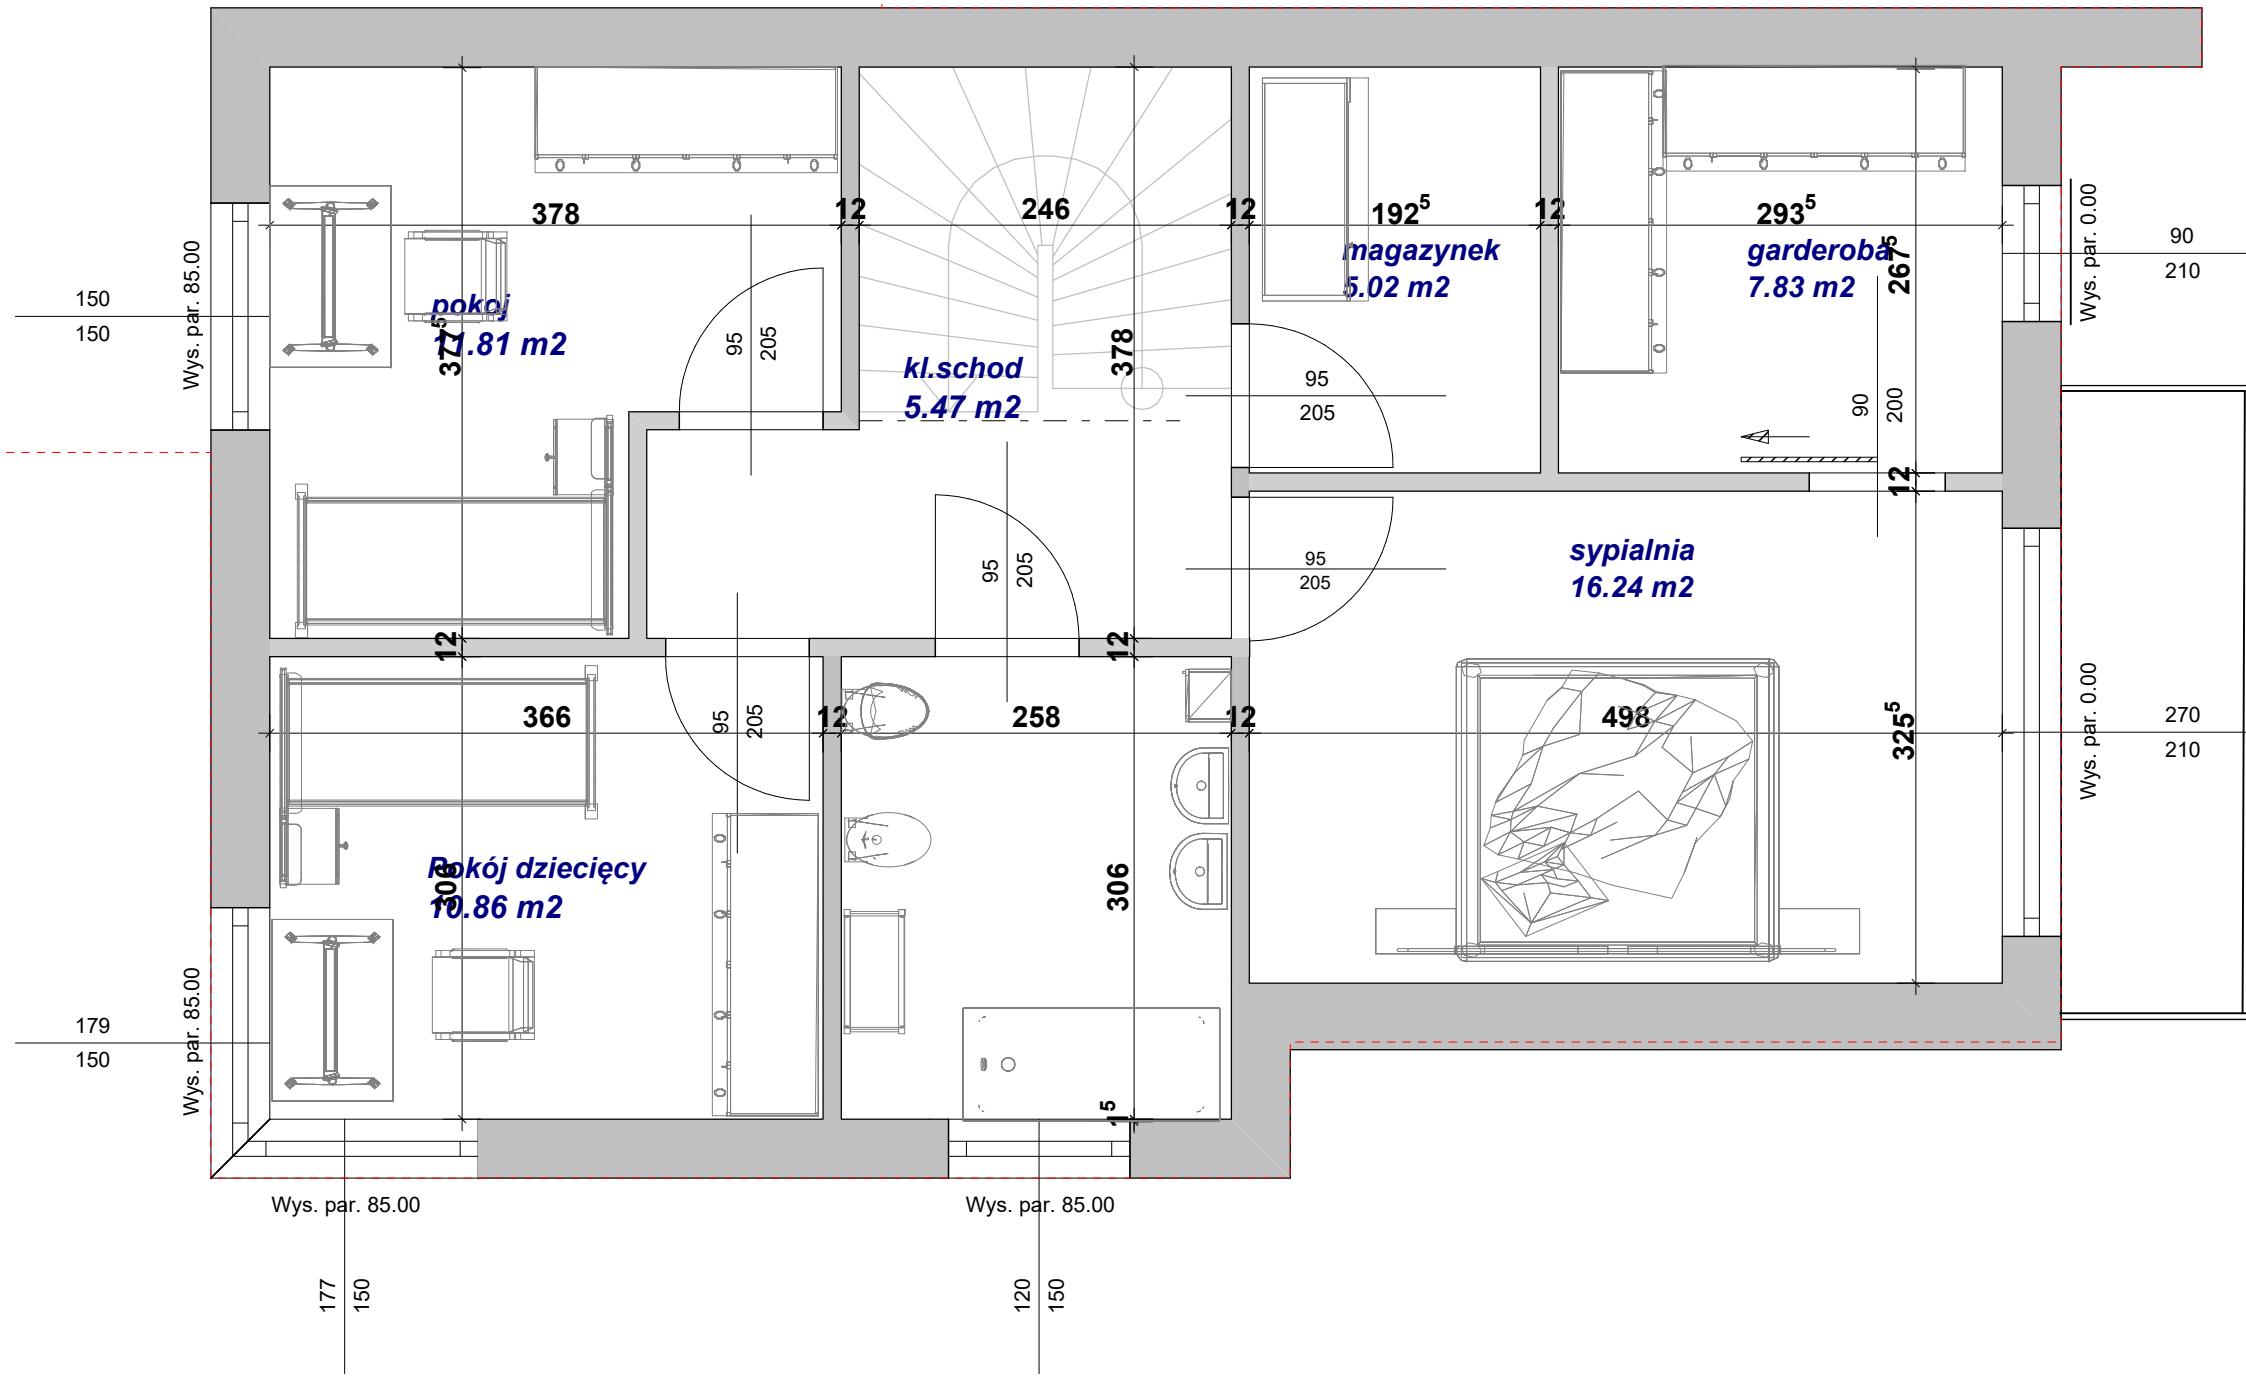 378
12
246
12
192⁵
12
293⁵
magazynek
5.02 m2
garderoba
7.83 m2
267⁵
Wys. par. 0.00
90
210
Wys. par. 85.00
150
150
pokoj
11.81 m2
377⁵
95
205
kl.schod
5.47 m2
378
95
205
90
200
12
95
205
95
205
sypialnia
16.24 m2
12
12
366
12
258
12
498
325⁵
95
205
Wys. par. 0.00
270
210
Pokój dziecięcy
10.86 m2
306
306
Wys. par. 85.00
179
150
1⁵
Wys. par. 85.00
Wys. par. 85.00
177
150
120
150